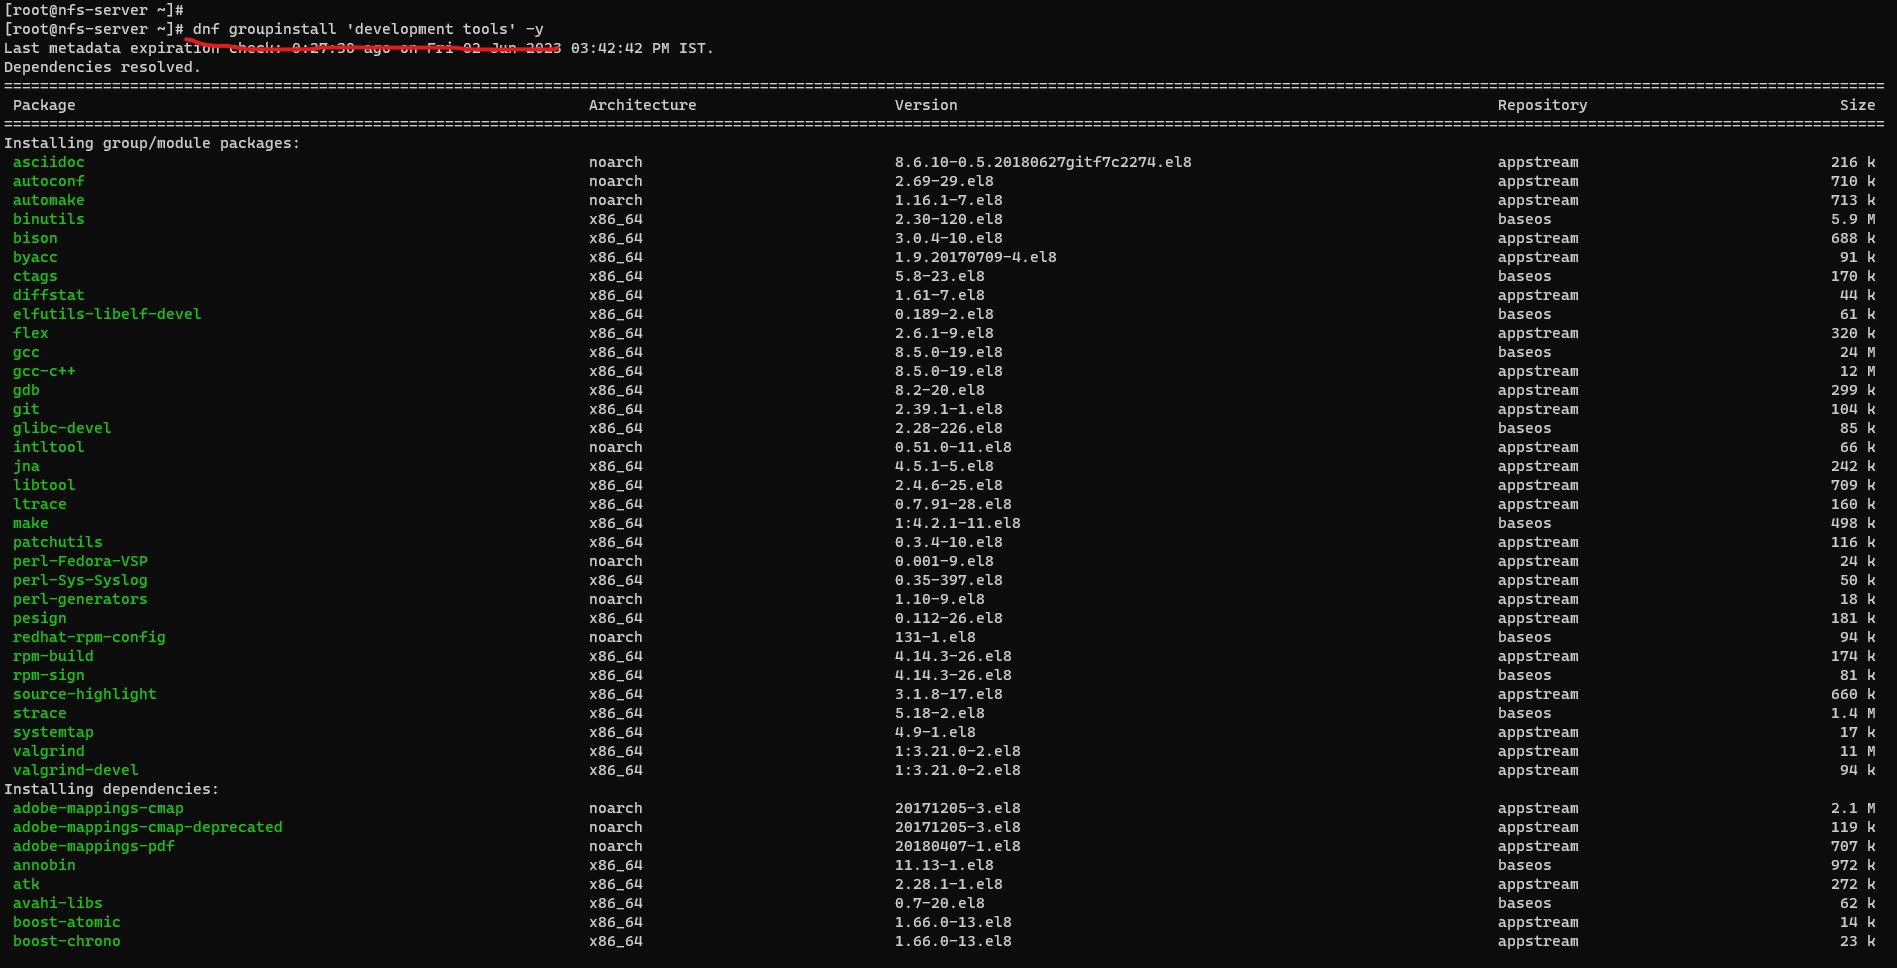 [root@nfs-server ~]#
[root@nfs-server ~]# dnf groupinstall 'development tools' -y
Last metadata expiration check: 0:27:30 ago on Fri 02 Jun 2023 03:42:42 PM IST.
Dependencies resolved.
================================================================================
Package Architecture Version Repository Size
================================================================================
Installing group/module packages:
asciidoc noarch 8.6.10-0.5.20180627gitf7c2274.el8 appstream 216 k
autoconf noarch 2.69-29.el8 appstream 710 k
automake noarch 1.16.1-7.el8 appstream 713 k
binutils x86_64 2.30-120.el8 baseos 5.9 M
bison x86_64 3.0.4-10.el8 appstream 688 k
byacc x86_64 1.9.20170709-4.el8 appstream 91 k
ctags x86_64 5.8-23.el8 baseos 170 k
diffstat x86_64 1.61-7.el8 appstream 44 k
elfutils-libelf-devel x86_64 0.189-2.el8 baseos 61 k
flex x86_64 2.6.1-9.el8 appstream 320 k
gcc x86_64 8.5.0-19.el8 baseos 24 M
gcc-c++ x86_64 8.5.0-19.el8 appstream 12 M
gdb x86_64 8.2-20.el8 appstream 299 k
git x86_64 2.39.1-1.el8 appstream 104 k
glibc-devel x86_64 2.28-226.el8 baseos 85 k
intltool noarch 0.51.0-11.el8 appstream 66 k
jna x86_64 4.5.1-5.el8 appstream 242 k
libtool x86_64 2.4.6-25.el8 appstream 709 k
ltrace x86_64 0.7.91-28.el8 appstream 160 k
make x86_64 1:4.2.1-11.el8 baseos 498 k
patchutils x86_64 0.3.4-10.el8 appstream 116 k
perl-Fedora-VSP noarch 0.001-9.el8 appstream 24 k
perl-Sys-Syslog x86_64 0.35-397.el8 appstream 50 k
perl-generators noarch 1.10-9.el8 appstream 18 k
pesign x86_64 0.112-26.el8 appstream 181 k
redhat-rpm-config noarch 131-1.el8 baseos 94 k
rpm-build x86_64 4.14.3-26.el8 appstream 174 k
rpm-sign x86_64 4.14.3-26.el8 baseos 81 k
source-highlight x86_64 3.1.8-17.el8 appstream 660 k
strace x86_64 5.18-2.el8 baseos 1.4 M
systemtap x86_64 4.9-1.el8 appstream 17 k
valgrind x86_64 1:3.21.0-2.el8 appstream 11 M
valgrind-devel x86_64 1:3.21.0-2.el8 appstream 94 k
Installing dependencies:
adobe-mappings-cmap noarch 20171205-3.el8 appstream 2.1 M
adobe-mappings-cmap-deprecated noarch 20171205-3.el8 appstream 119 k
adobe-mappings-pdf noarch 20180407-1.el8 appstream 707 k
annobin x86_64 11.13-1.el8 baseos 972 k
atk x86_64 2.28.1-1.el8 appstream 272 k
avahi-libs x86_64 0.7-20.el8 baseos 62 k
boost-atomic x86_64 1.66.0-13.el8 appstream 14 k
boost-chrono x86_64 1.66.0-13.el8 appstream 23 k